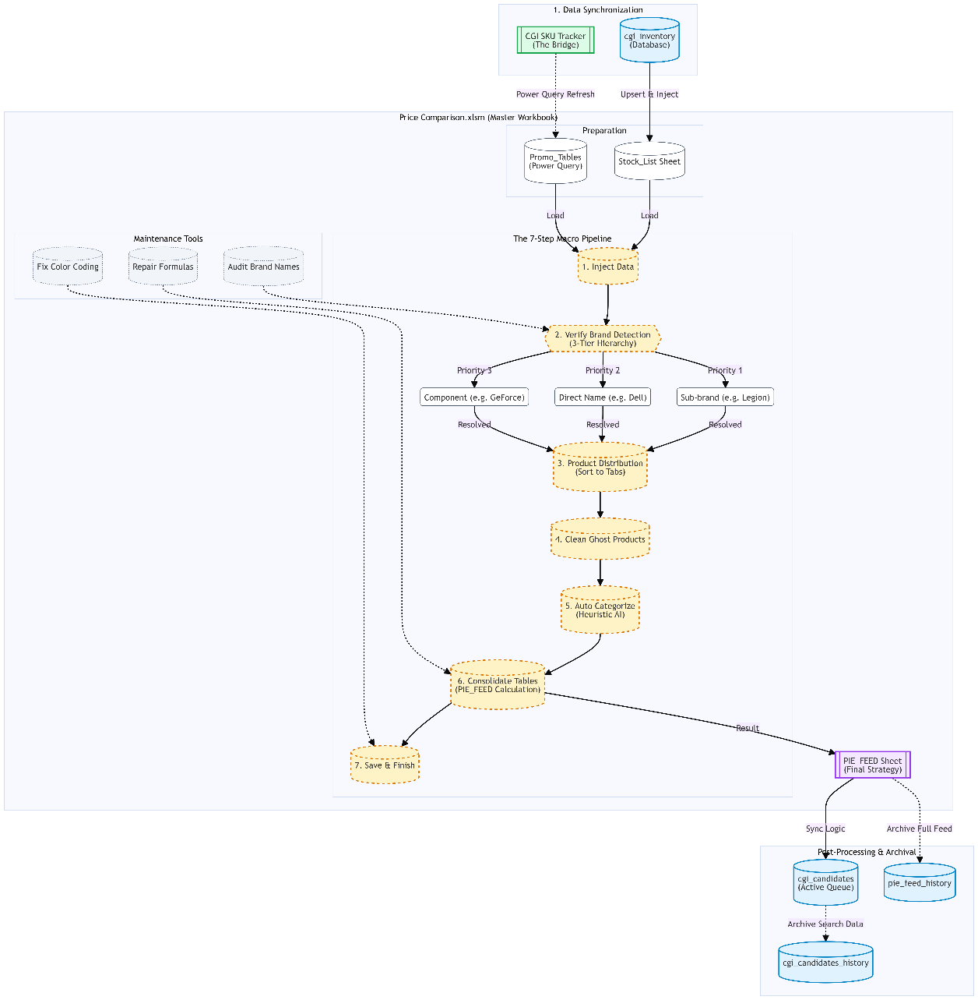 1. Data Synchronization
CGI SKU Tracker
(The Bridge)
cgi_inventory
(Database)
Power Query Refresh
Upsert & Inject
Price Comparison.xlsm (Master Workbook)
Preparation
Promo_Tables
(Power Query)
Stock_List Sheet
Load
Load
Maintenance Tools
Fix Color Coding
Repair Formulas
Audit Brand Names
The 7-Step Macro Pipeline
1. Inject Data
2. Verify Brand Detection
(3-Tier Hierarchy)
Priority 3
Priority 2
Priority 1
Component (e.g. GeForce)
Direct Name (e.g. Dell)
Sub-brand (e.g. Legion)
Resolved
Resolved
Resolved
3. Product Distribution
(Sort to Tabs)
4. Clean Ghost Products
5. Auto Categorize
(Heuristic AI)
6. Consolidate Tables
(PIE_FEED Calculation)
Result
7. Save & Finish
PIE_FEED Sheet
(Final Strategy)
Sync Logic
Archive Full Feed
Post-Processing & Archival
cgi_candidates
(Active Queue)
pie_feed_history
Archive Search Data
cgi_candidates_history